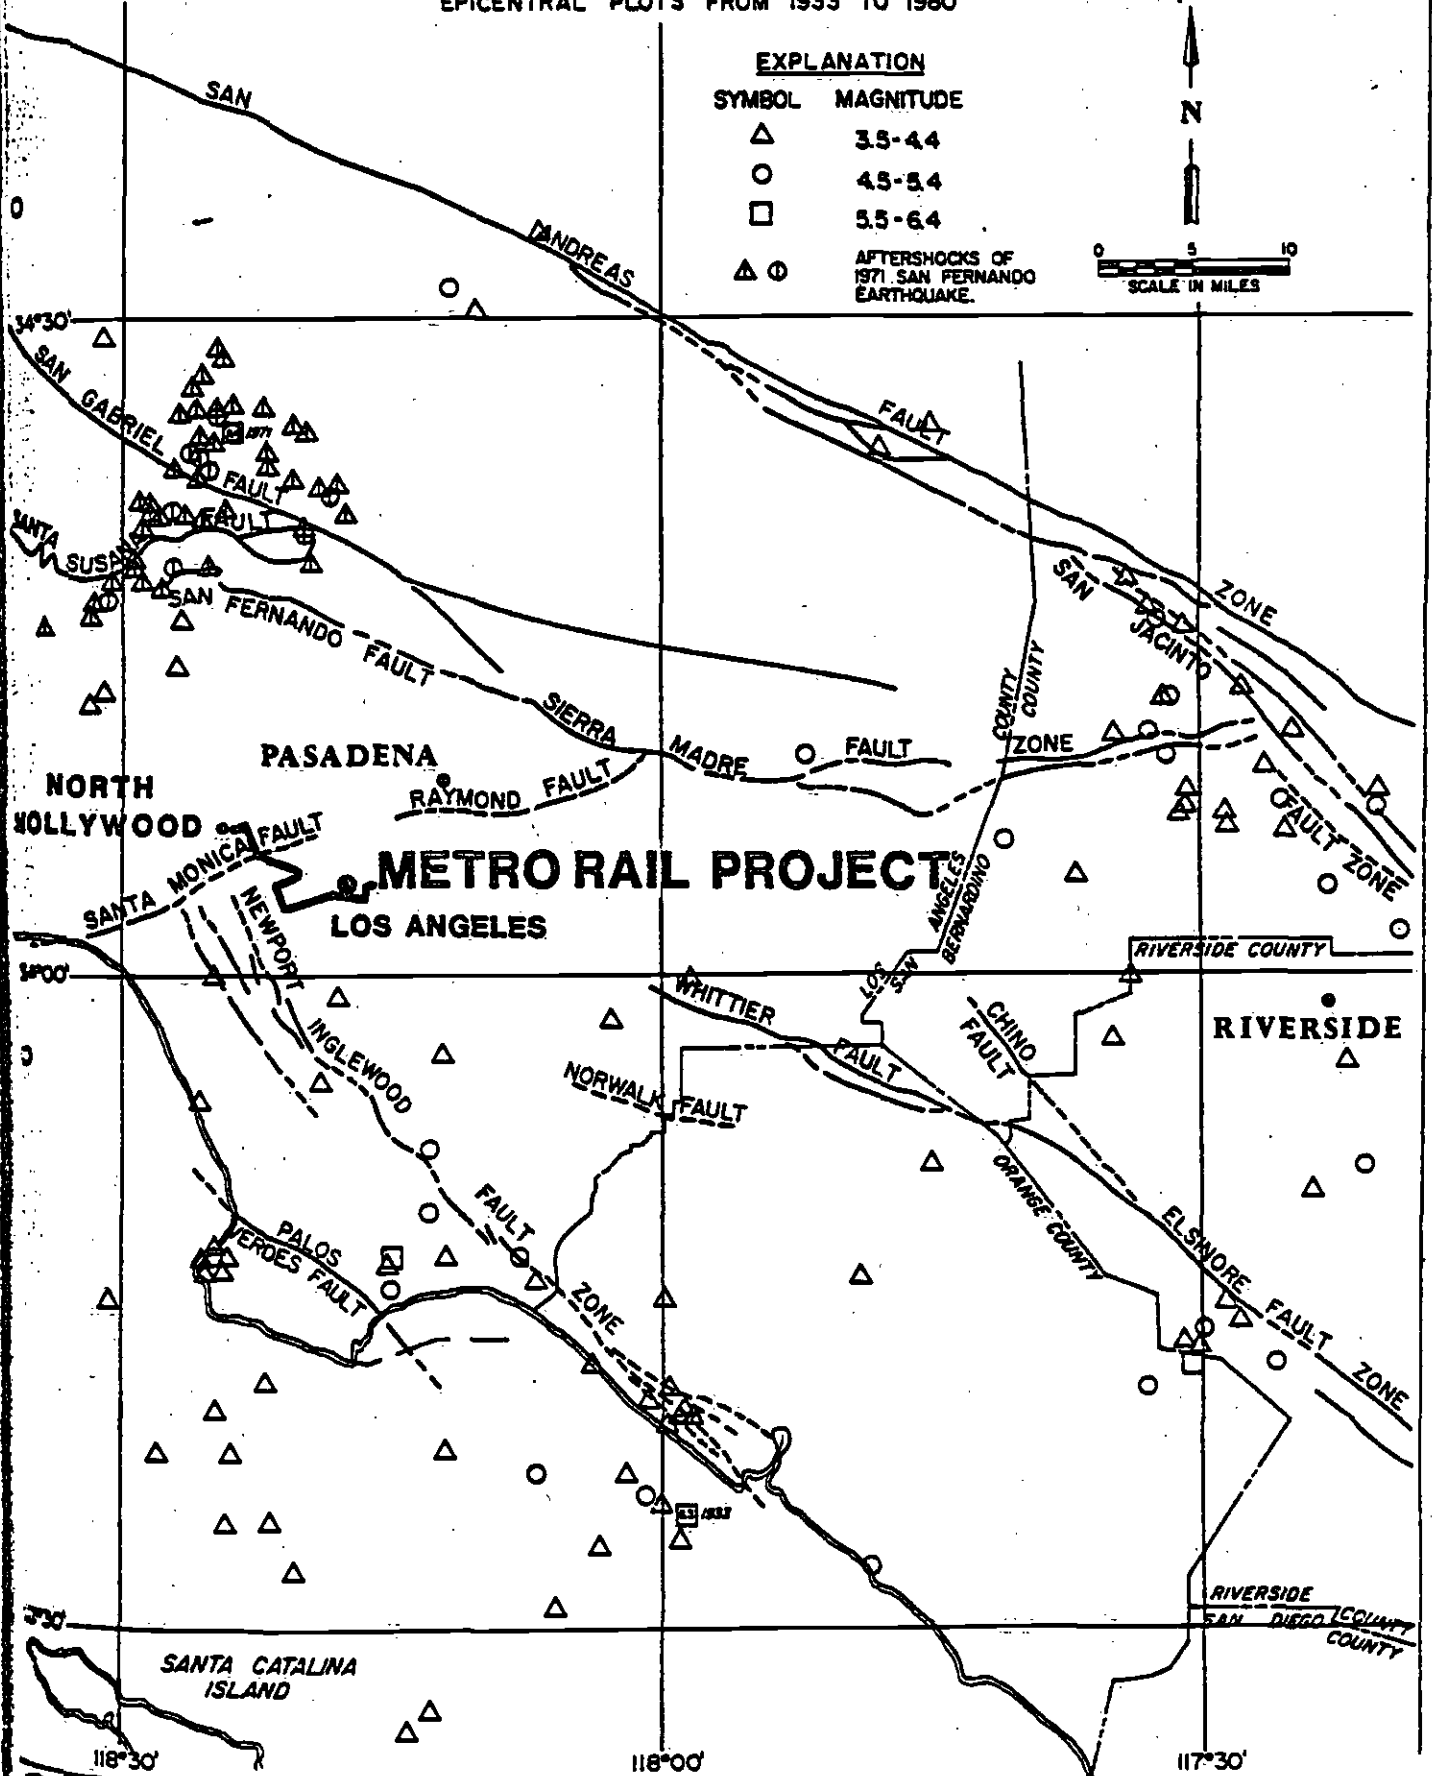 EPICENTRAL PLOTS FROM 1933 TO 1980
EXPLANATION
SYMBOL MAGNITUDE
3.5-4.4
4.5-5.4
5.5-6.4
AFTERSHOCKS OF
1971 SAN FERNANDO
EARTHQUAKE.
N
0 5 10
SCALE IN MILES
SAN
ANDREAS
FAULT
ZONE
34°30'
SAN
GABRIEL
FAULT
1971
SANTA
SUSANA
FAULT
SAN FERNANDO FAULT
SAN
JACINTO
FAULT ZONE
SIERRA
MADRE
FAULT
ZONE
COUNTY
COUNTY
PASADENA
RAYMOND FAULT
NORTH
HOLLYWOOD
SANTA MONICA FAULT
METRO RAIL PROJECT
LOS ANGELES
LOS ANGELES
SAN BERNARDINO
NEWPORT
INGLEWOOD
FAULT
ZONE
34°00'
RIVERSIDE COUNTY
RIVERSIDE
WHITTIER
FAULT
CHINO
FAULT
NORWALK FAULT
ORANGE COUNTY
ELSINORE
FAULT
ZONE
PALOS
VERDES FAULT
6.3 1933
RIVERSIDE COUNTY
SAN DIEGO COUNTY
SANTA CATALINA
ISLAND
118°30'
118°00'
117°30'